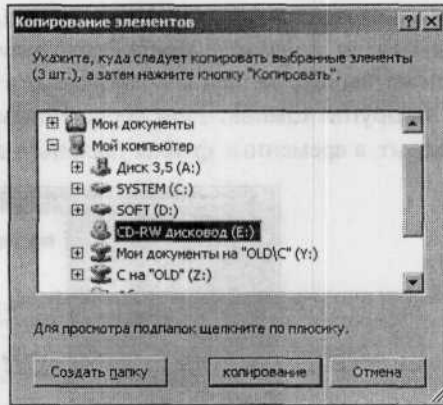 Копирование элементов
Укажите, куда следует копировать выбранные элементы
(3 шт.), а затем нажмите кнопку "Копировать".
Мои документы
Мой компьютер
Диск 3,5 (A:)
SYSTEM (C:)
SOFT (D:)
CD-RW дисковод (E:)
Мои документы на "OLD\C" (Y:)
C на "OLD" (Z:)
Для просмотра подпапок щелкните по плюсику.
Создать папку
копирование
Отмена